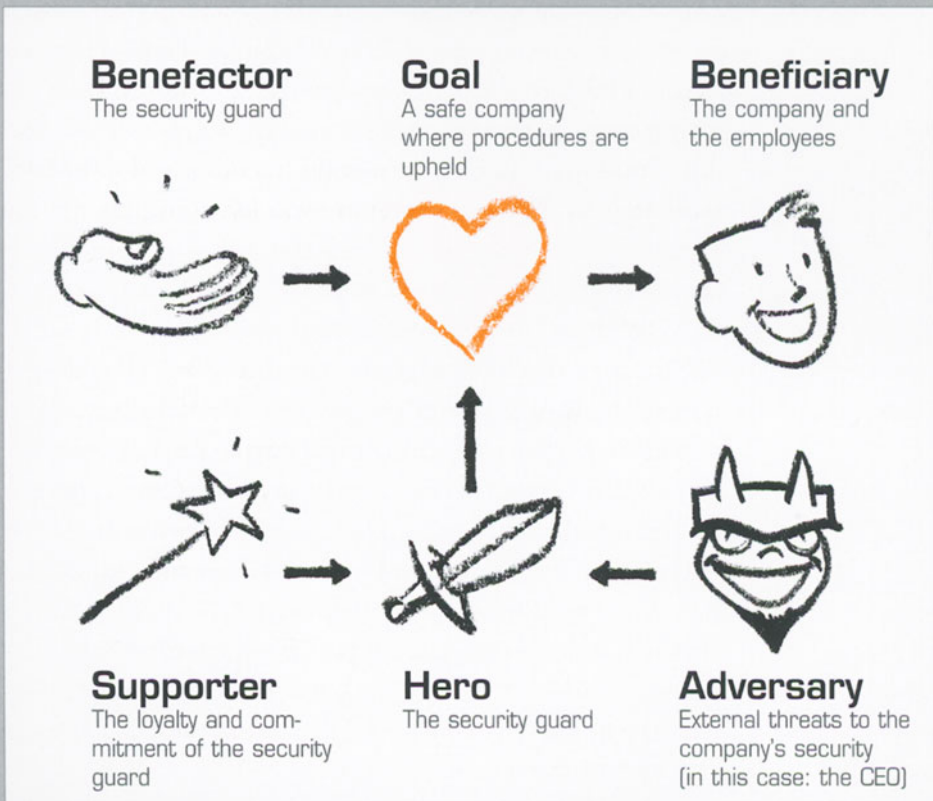 Benefactor
The security guard
Goal
A safe company
where procedures are
upheld
Beneficiary
The company and
the employees
Supporter
The loyalty and com-
mitment of the security
guard
Hero
The security guard
Adversary
External threats to the
company's security
(in this case: the CEO)